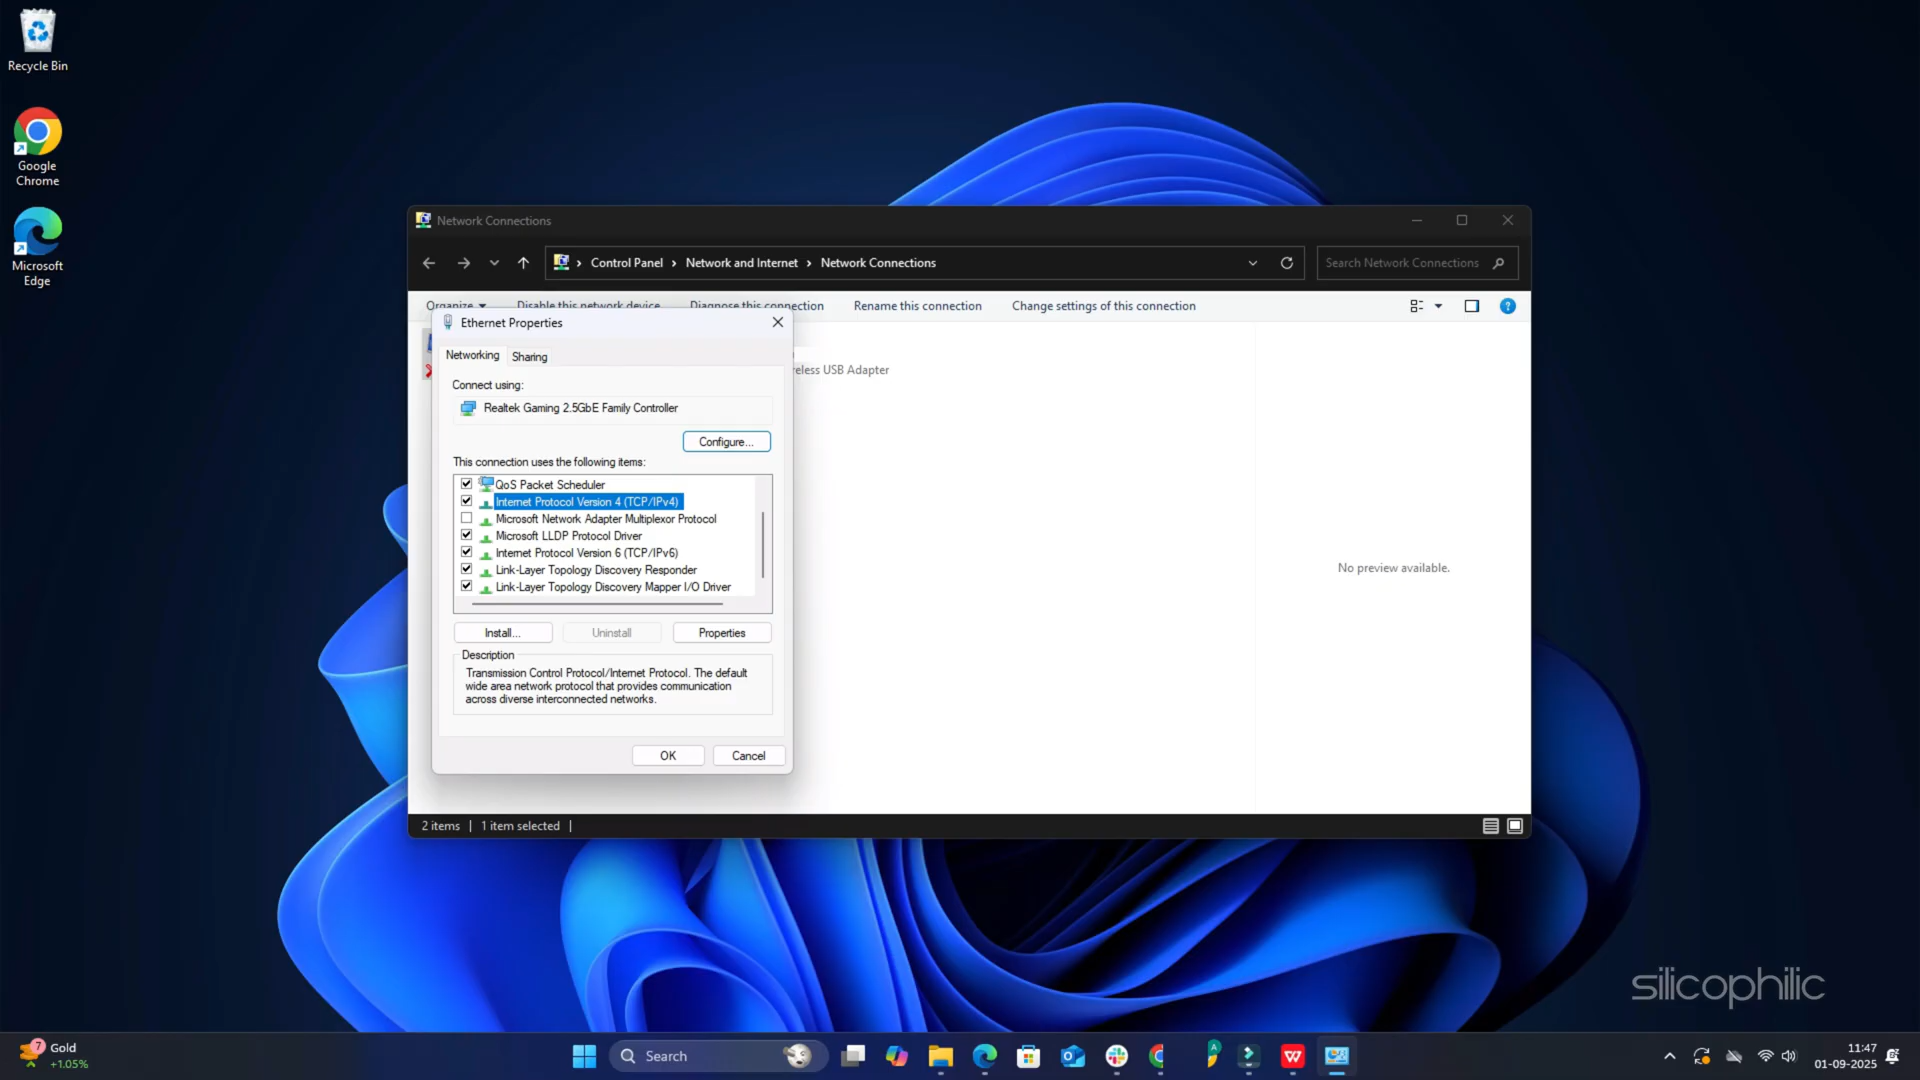 Recycle Bin
Google
Chrome
Microsoft
Edge
Network Connections
Control Panel > Network and Internet > Network Connections
Search Network Connections
Organize
Disable this network device
Diagnose this connection
Rename this connection
Change settings of this connection
Ethernet Properties
Networking
Sharing
reless USB Adapter
Connect using:
Realtek Gaming 2.5GbE Family Controller
Configure...
This connection uses the following items:
QoS Packet Scheduler
Internet Protocol Version 4 (TCP/IPv4)
Microsoft Network Adapter Multiplexor Protocol
Microsoft LLDP Protocol Driver
Internet Protocol Version 6 (TCP/IPv6)
Link-Layer Topology Discovery Responder
Link-Layer Topology Discovery Mapper I/O Driver
Install...
Uninstall
Properties
Description
Transmission Control Protocol/Internet Protocol. The default
wide area network protocol that provides communication
across diverse interconnected networks.
OK
Cancel
No preview available.
2 items | 1 item selected |
silicophilic
7
Gold
+1.05%
Search
11:47
01-09-2025